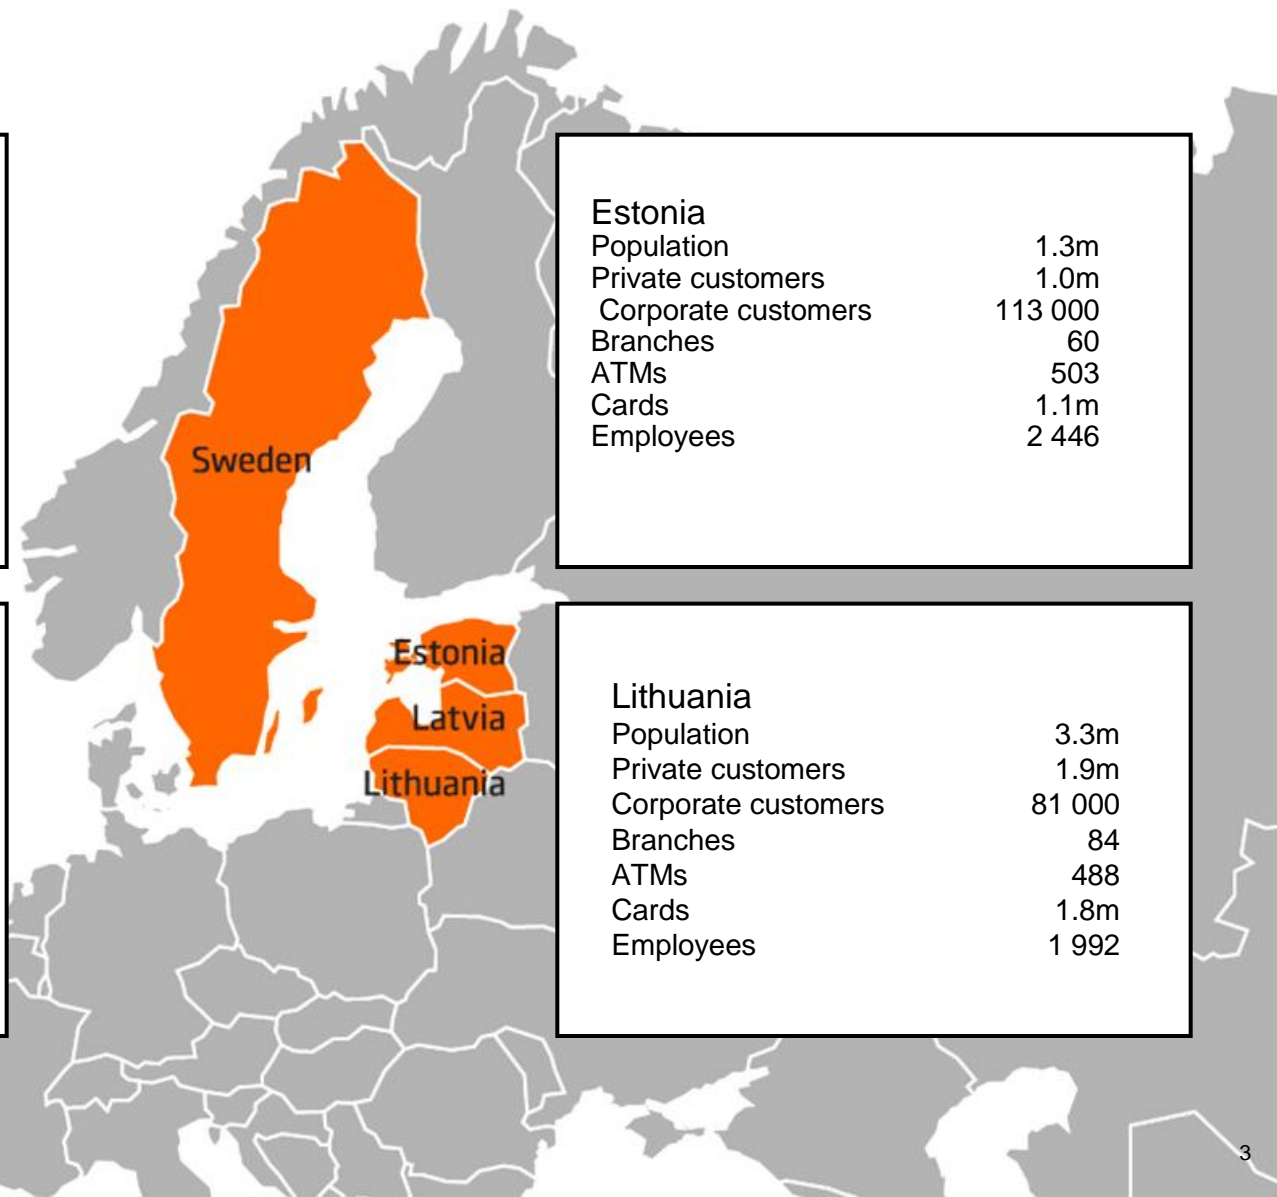 Sweden
Estonia
Latvia
Lithuania
Estonia
Population 1.3m
Private customers 1.0m
Corporate customers 113 000
Branches 60
ATMs 503
Cards 1.1m
Employees 2 446
Lithuania
Population 3.3m
Private customers 1.9m
Corporate customers 81 000
Branches 84
ATMs 488
Cards 1.8m
Employees 1 992
3